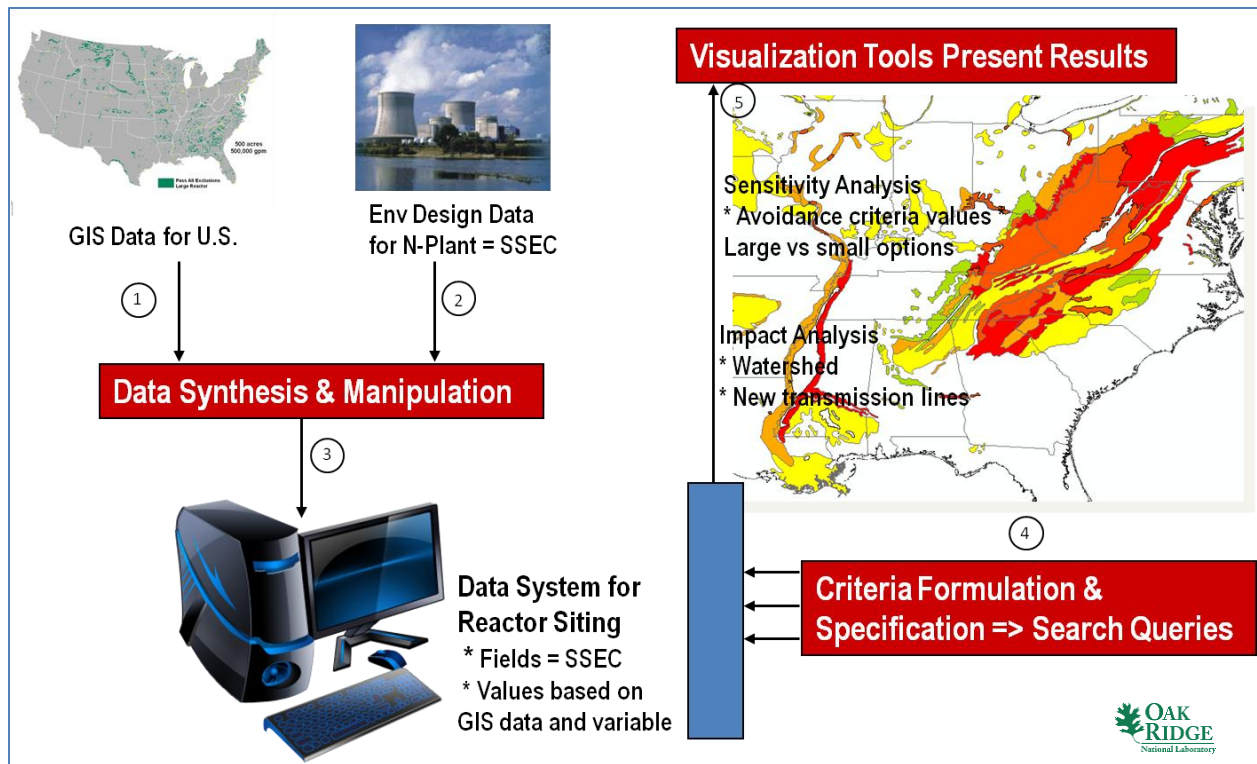 500 acres
500,000 gpm
Pass All Exclusions
Large Reactor
GIS Data for U.S.
Env Design Data
for N-Plant = SSEC
1
2
Data Synthesis & Manipulation
3
Data System for
Reactor Siting
* Fields = SSEC
* Values based on
GIS data and variable
Visualization Tools Present Results
5
Sensitivity Analysis
* Avoidance criteria values
Large vs small options
Impact Analysis
* Watershed
* New transmission lines
4
Criteria Formulation &
Specification => Search Queries
OAK
RIDGE
National Laboratory